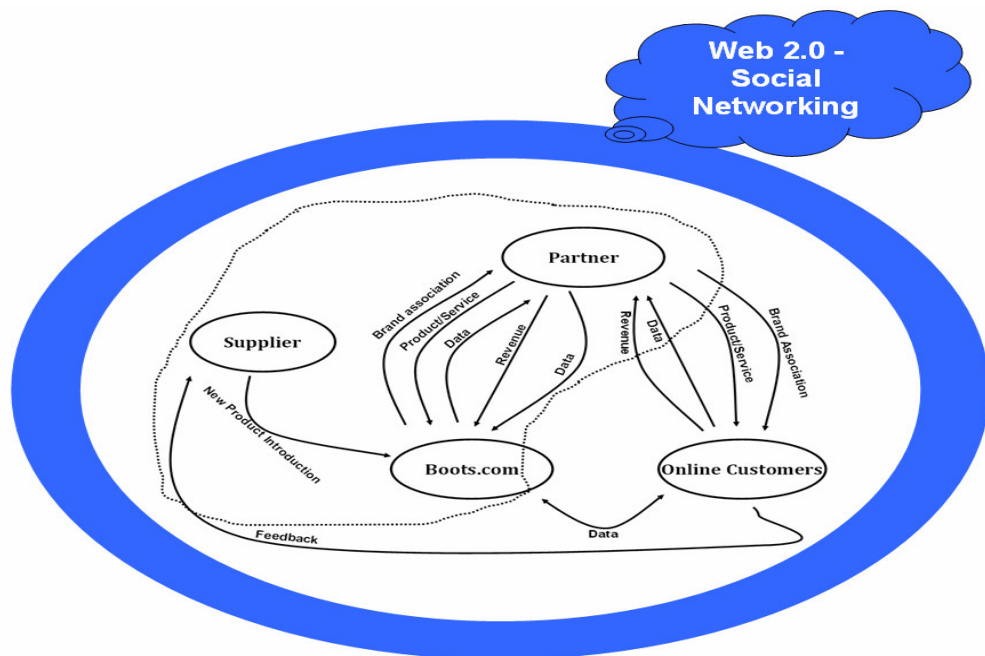 Web 2.0 -
Social
Networking
Partner
Supplier
Brand association
Product/Service
Data
Revenue
Data
Revenue
Data
Product/Service
Brand Association
New Product Introduction
Boots.com
Online Customers
Feedback
Data